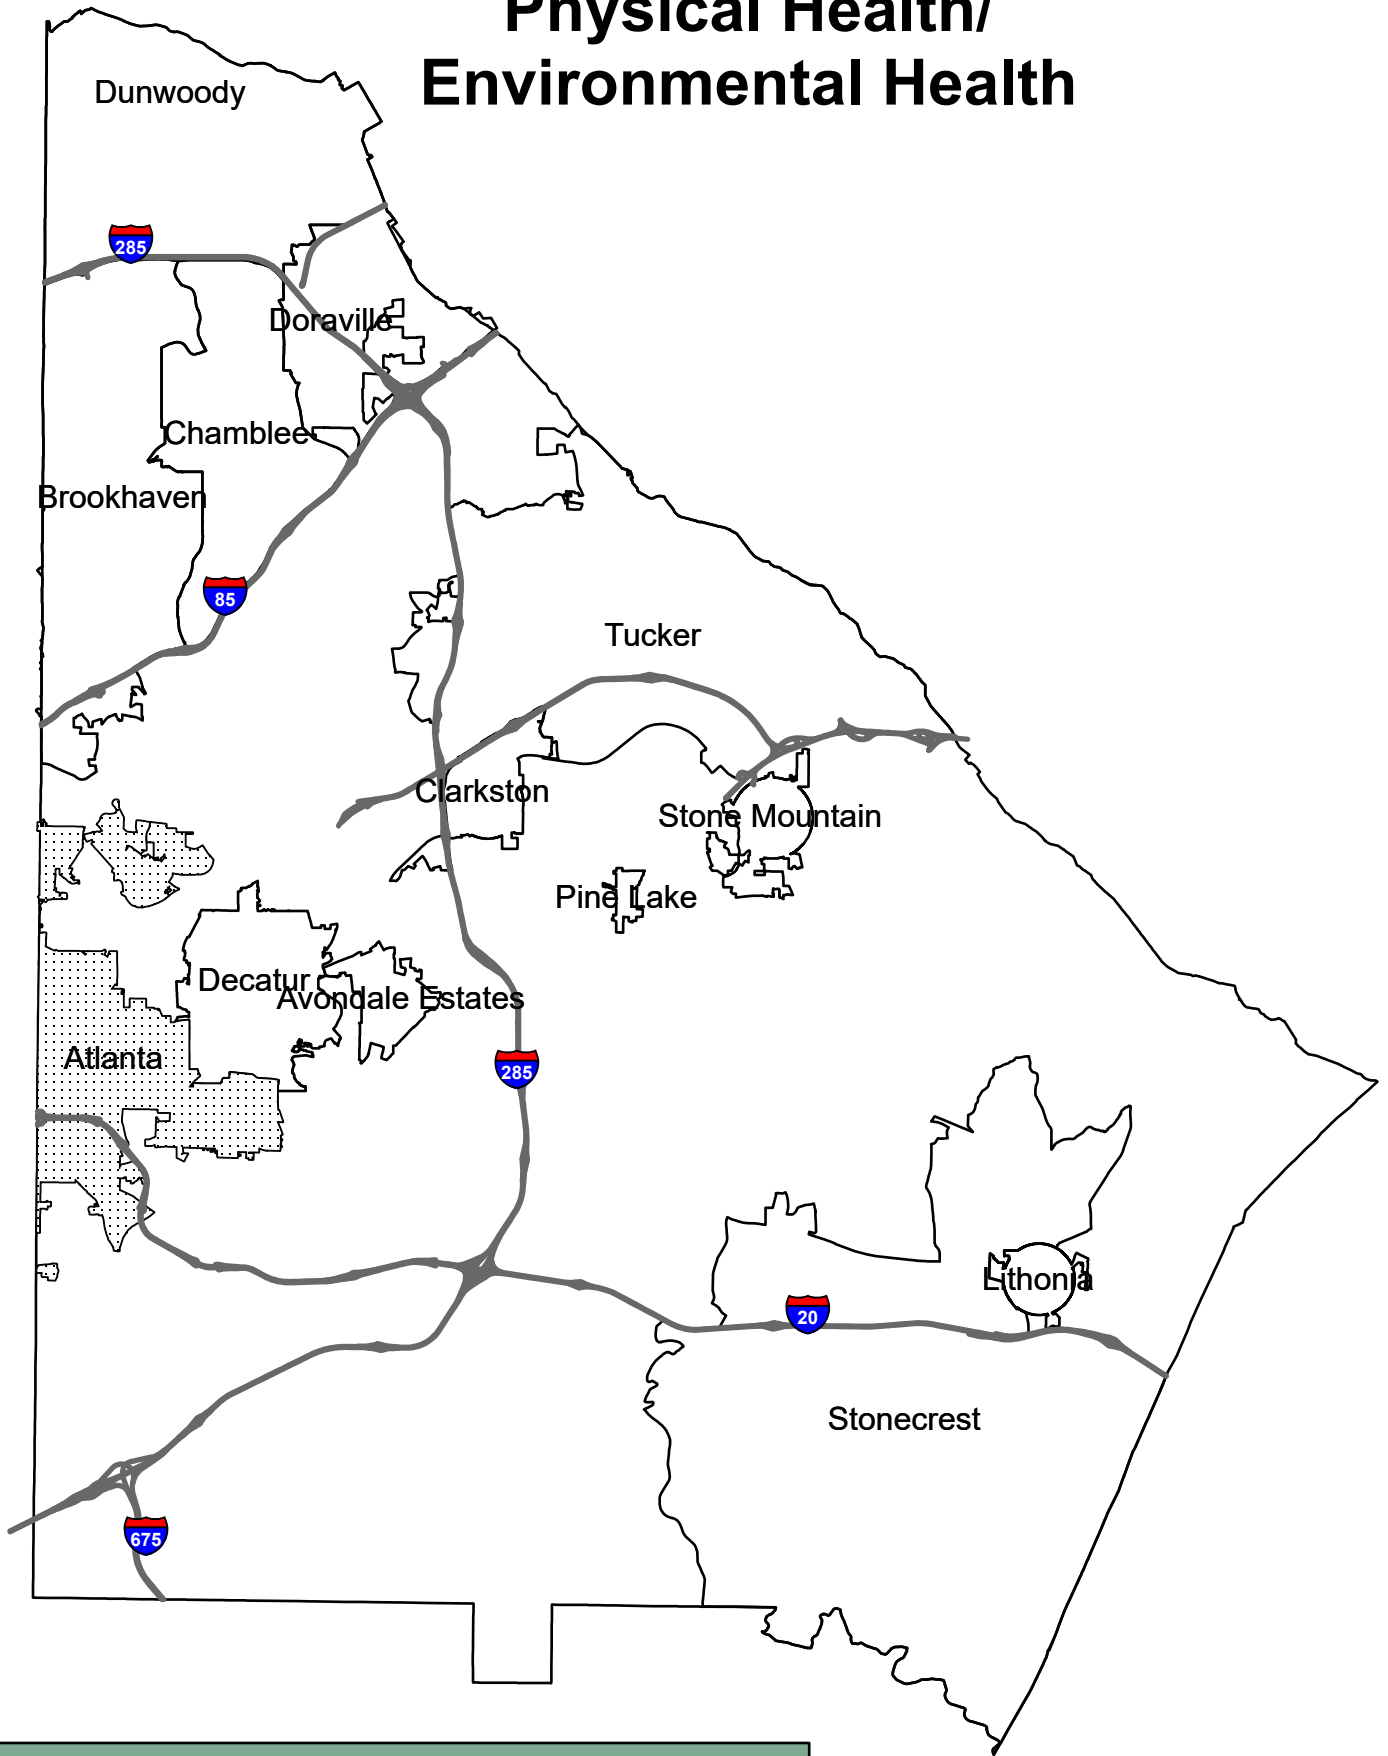 Physical Health/
Environmental Health
Dunwoody
285
Doraville
Chamblee
Brookhaven
85
Tucker
Clarkston
Stone Mountain
Pine Lake
Decatur
Avondale Estates
Atlanta
285
Lithonia
20
Stonecrest
675